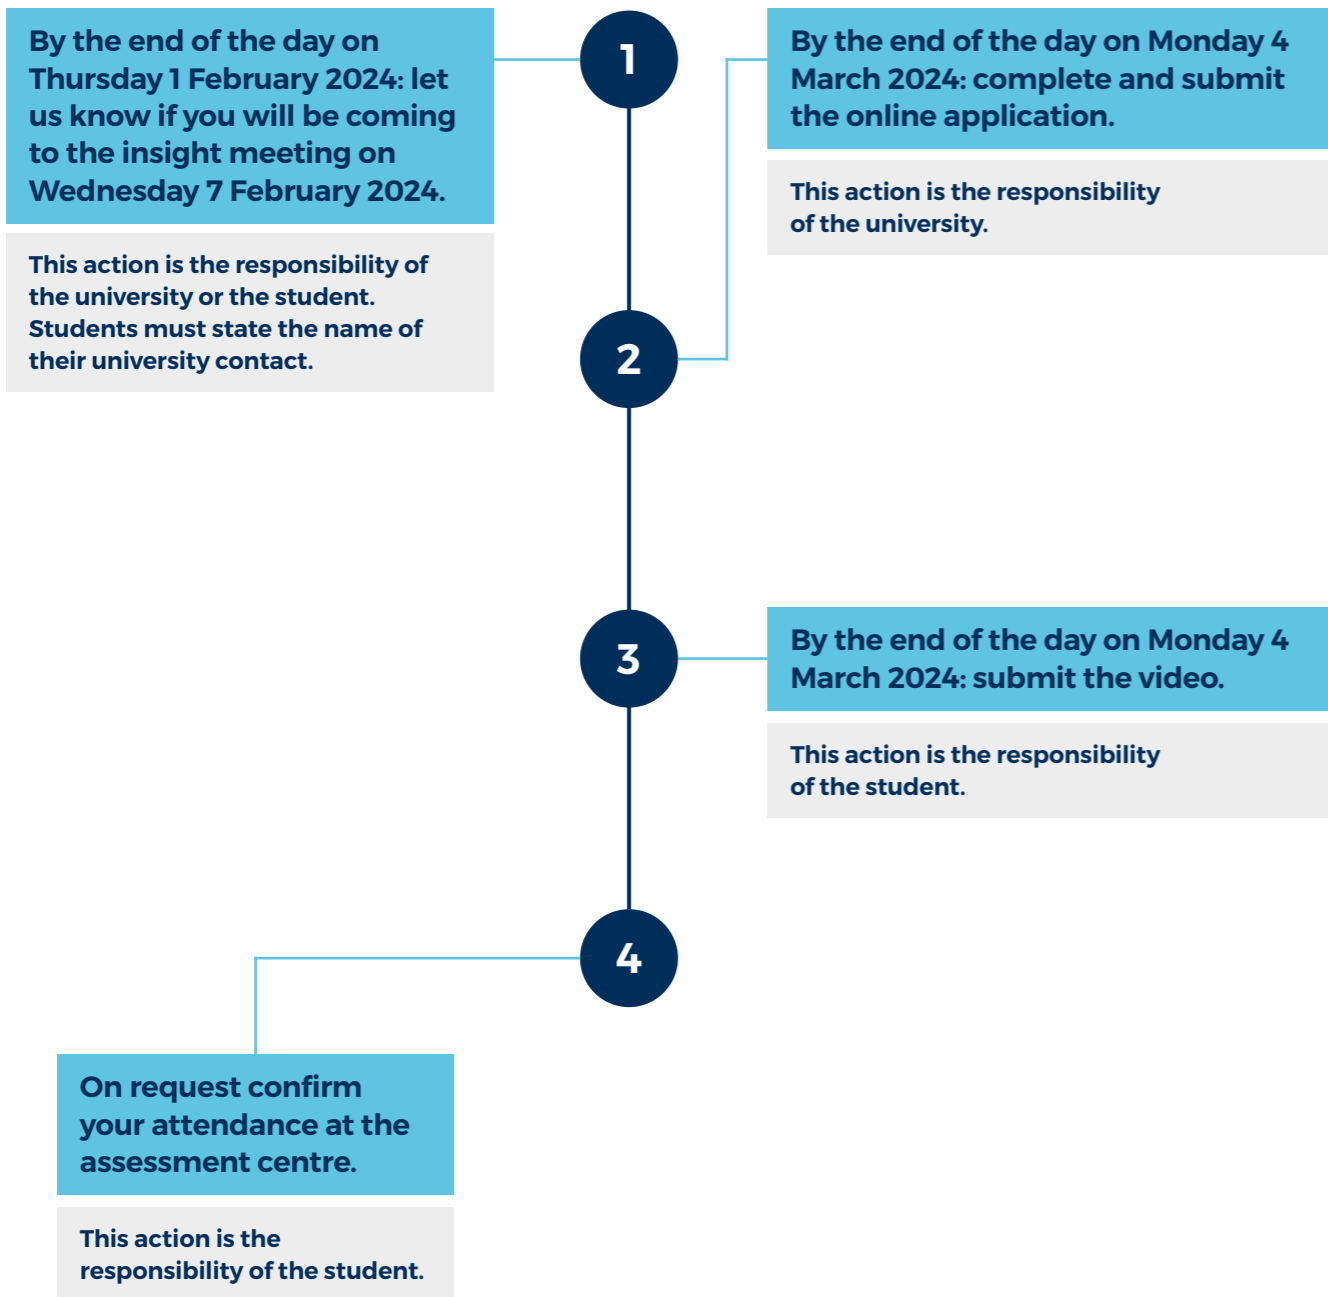 1
By the end of the day on
Thursday 1 February 2024: let
us know if you will be coming
to the insight meeting on
Wednesday 7 February 2024.
This action is the responsibility of
the university or the student.
Students must state the name of
their university contact.
2
By the end of the day on Monday 4
March 2024: complete and submit
the online application.
This action is the responsibility
of the university.
3
By the end of the day on Monday 4
March 2024: submit the video.
This action is the responsibility
of the student.
4
On request confirm
your attendance at the
assessment centre.
This action is the
responsibility of the student.